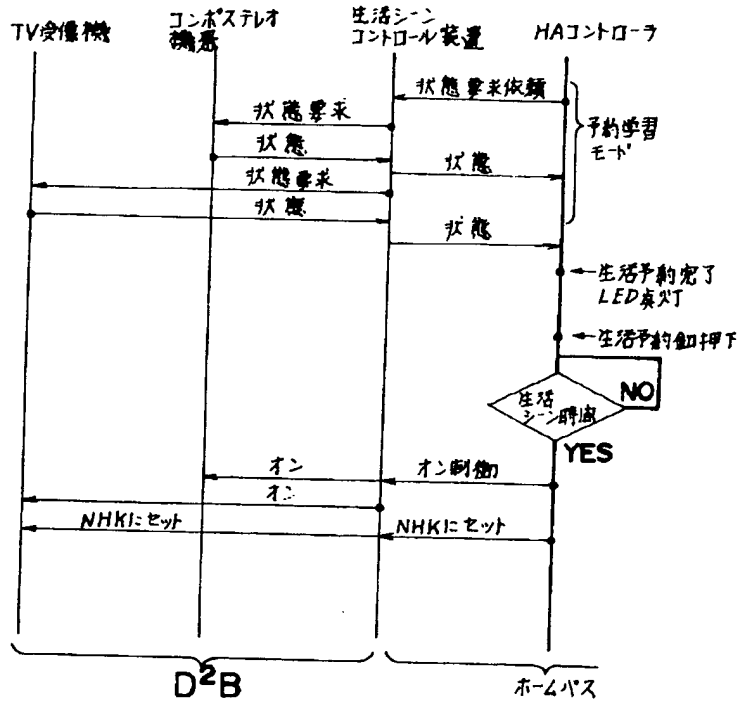 TV受像機
コンポステレオ
機器
生活シーン
コントロール装置
HAコントローラ
状態要求依頼
状態要求
予約学習
モード
状態
状態
状態要求
状態
状態
←生活予約完了
LED点灯
←生活予約釦押下
生活
シーン時間
NO
YES
オン
オン制御
オン
NHKにセット
NHKにセット
D²B
ホームバス